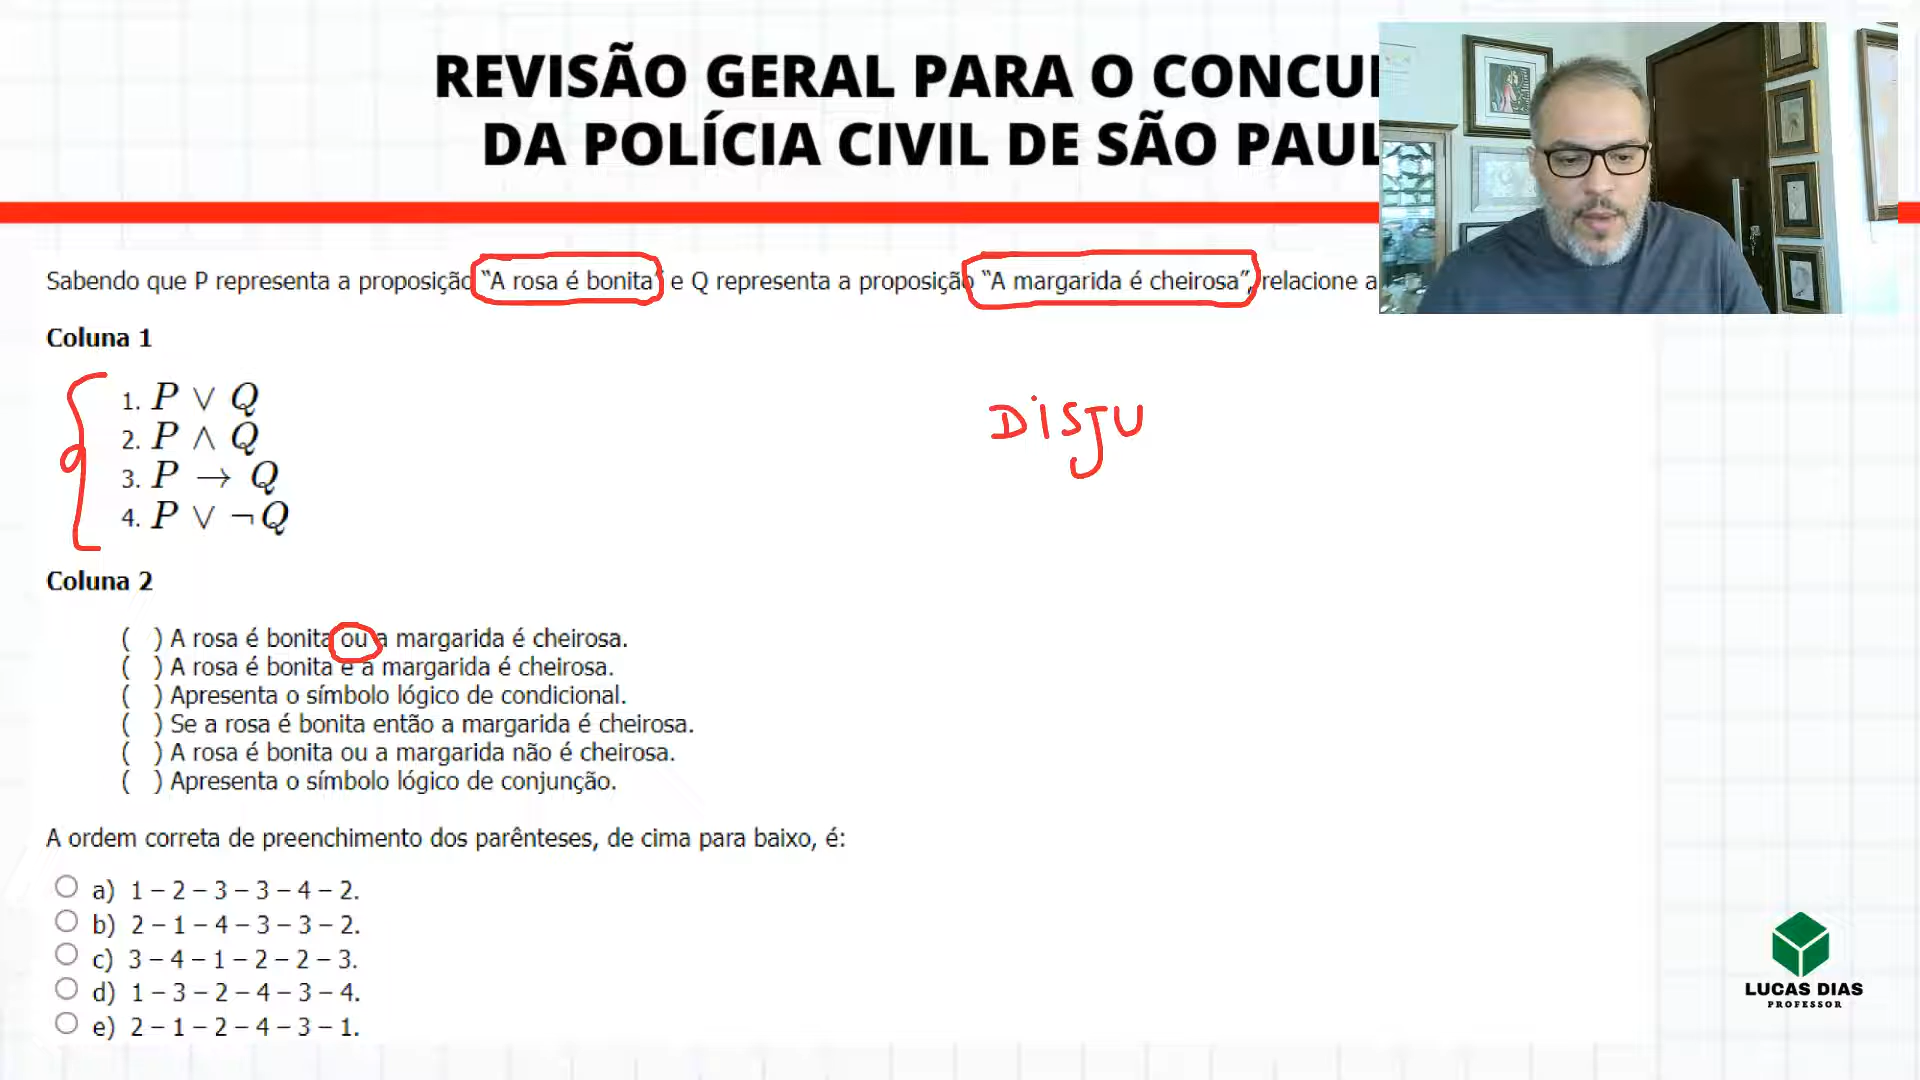 REVISÃO GERAL PARA O CONCU
DA POLÍCIA CIVIL DE SÃO PAUL
Sabendo que P representa a proposição “A rosa é bonita” e Q representa a proposição “A margarida é cheirosa”, relacione a
Coluna 1
1. P ∨ Q
2. P ∧ Q
3. P → Q
4. P ∨ ¬Q
DISJU
Coluna 2
( ) A rosa é bonita ou a margarida é cheirosa.
( ) A rosa é bonita e a margarida é cheirosa.
( ) Apresenta o símbolo lógico de condicional.
( ) Se a rosa é bonita então a margarida é cheirosa.
( ) A rosa é bonita ou a margarida não é cheirosa.
( ) Apresenta o símbolo lógico de conjunção.
A ordem correta de preenchimento dos parênteses, de cima para baixo, é:
a) 1 – 2 – 3 – 3 – 4 – 2.
b) 2 – 1 – 4 – 3 – 3 – 2.
c) 3 – 4 – 1 – 2 – 2 – 3.
d) 1 – 3 – 2 – 4 – 3 – 4.
e) 2 – 1 – 2 – 4 – 3 – 1.
LUCAS DIAS
PROFESSOR